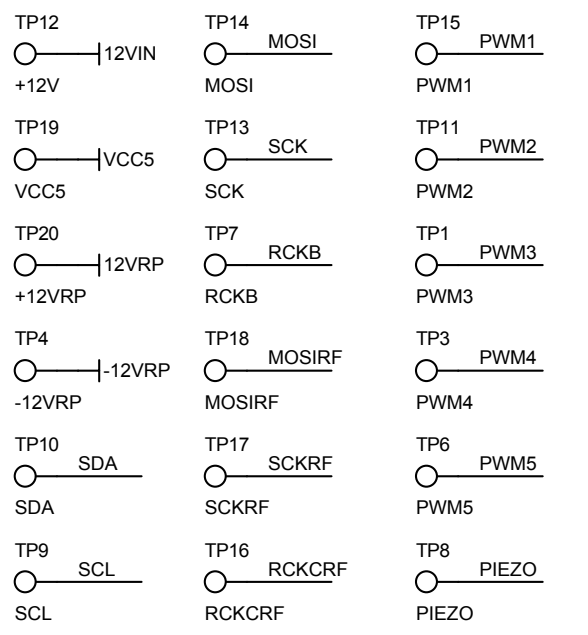 TP12
12VIN
+12V
TP19
VCC5
VCC5
TP20
12VRP
+12VRP
TP4
-12VRP
-12VRP
TP10
SDA
SDA
TP9
SCL
SCL
TP14
MOSI
MOSI
TP13
SCK
SCK
TP7
RCKB
RCKB
TP18
MOSIRF
MOSIRF
TP17
SCKRF
SCKRF
TP16
RCKCRF
RCKCRF
TP15
PWM1
PWM1
TP11
PWM2
PWM2
TP1
PWM3
PWM3
TP3
PWM4
PWM4
TP6
PWM5
PWM5
TP8
PIEZO
PIEZO